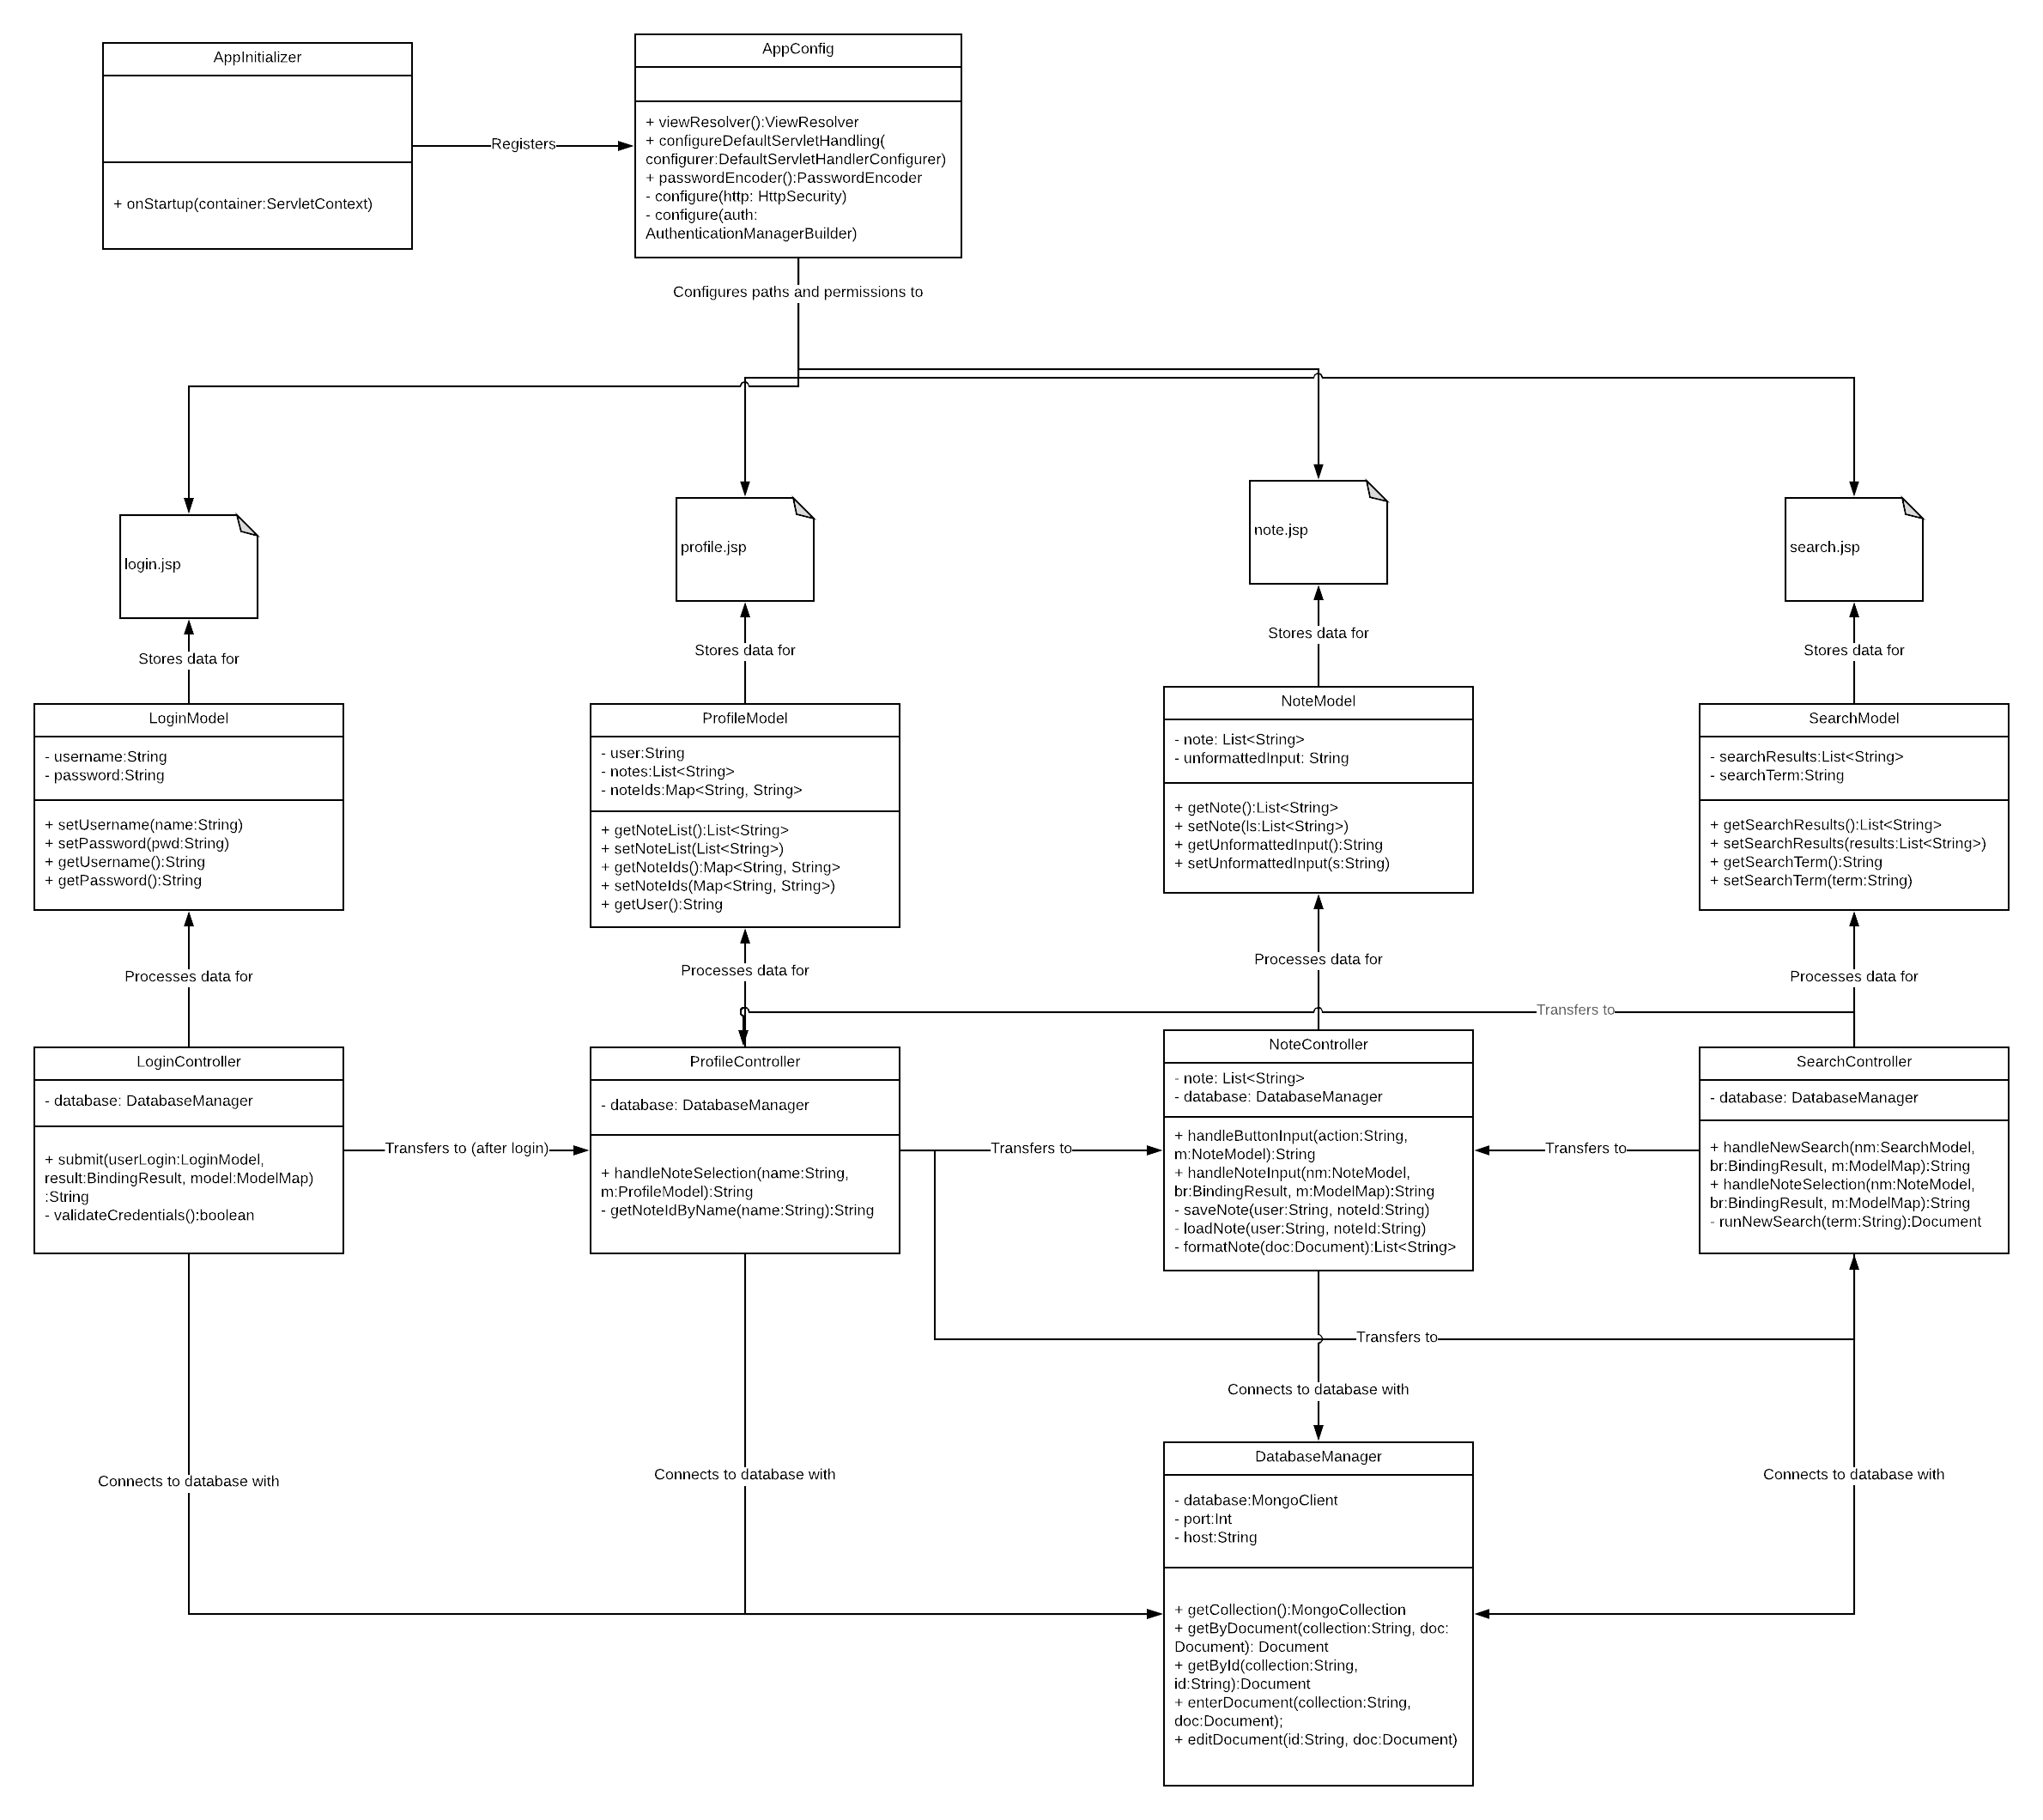 AppInitializer
+ onStartup(container:ServletContext)
Registers
AppConfig
+ viewResolver():ViewResolver
+ configureDefaultServletHandling(
configurer:DefaultServletHandlerConfigurer)
+ passwordEncoder():PasswordEncoder
- configure(http: HttpSecurity)
- configure(auth:
AuthenticationManagerBuilder)
Configures paths and permissions to
login.jsp
profile.jsp
note.jsp
search.jsp
Stores data for
Stores data for
Stores data for
Stores data for
LoginModel
- username:String
- password:String
+ setUsername(name:String)
+ setPassword(pwd:String)
+ getUsername():String
+ getPassword():String
ProfileModel
- user:String
- notes:List<String>
- noteIds:Map<String, String>
+ getNoteList():List<String>
+ setNoteList(List<String>)
+ getNoteIds():Map<String, String>
+ setNoteIds(Map<String, String>)
+ getUser():String
NoteModel
- note: List<String>
- unformattedInput: String
+ getNote():List<String>
+ setNote(ls:List<String>)
+ getUnformattedInput():String
+ setUnformattedInput(s:String)
SearchModel
- searchResults:List<String>
- searchTerm:String
+ getSearchResults():List<String>
+ setSearchResults(results:List<String>)
+ getSearchTerm():String
+ setSearchTerm(term:String)
Processes data for
Processes data for
Processes data for
Processes data for
Transfers to
LoginController
- database: DatabaseManager
+ submit(userLogin:LoginModel,
result:BindingResult, model:ModelMap)
:String
- validateCredentials():boolean
Transfers to (after login)
ProfileController
- database: DatabaseManager
+ handleNoteSelection(name:String,
m:ProfileModel):String
- getNoteIdByName(name:String):String
Transfers to
NoteController
- note: List<String>
- database: DatabaseManager
+ handleButtonInput(action:String,
m:NoteModel):String
+ handleNoteInput(nm:NoteModel,
br:BindingResult, m:ModelMap):String
- saveNote(user:String, noteId:String)
- loadNote(user:String, noteId:String)
- formatNote(doc:Document):List<String>
Transfers to
SearchController
- database: DatabaseManager
+ handleNewSearch(nm:SearchModel,
br:BindingResult, m:ModelMap):String
+ handleNoteSelection(nm:NoteModel,
br:BindingResult, m:ModelMap):String
- runNewSearch(term:String):Document
Transfers to
Connects to database with
Connects to database with
Connects to database with
Connects to database with
DatabaseManager
- database:MongoClient
- port:Int
- host:String
+ getCollection():MongoCollection
+ getByDocument(collection:String, doc:
Document): Document
+ getById(collection:String,
id:String):Document
+ enterDocument(collection:String,
doc:Document);
+ editDocument(id:String, doc:Document)